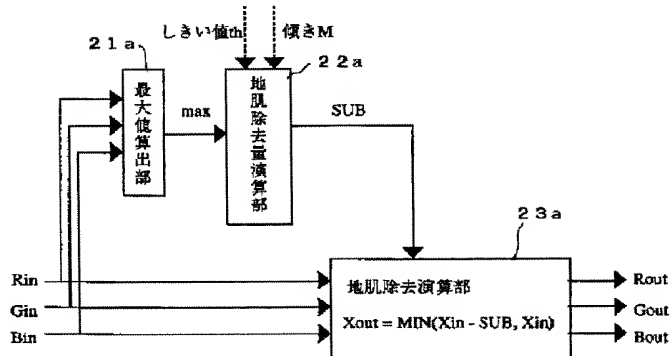 しきい値th
傾きM
２１a
２２a
最大値算出部
max
地肌除去量演算部
SUB
２３a
Rin
Gin
Bin
地肌除去演算部
Xout = MIN(Xin - SUB, Xin)
Rout
Gout
Bout